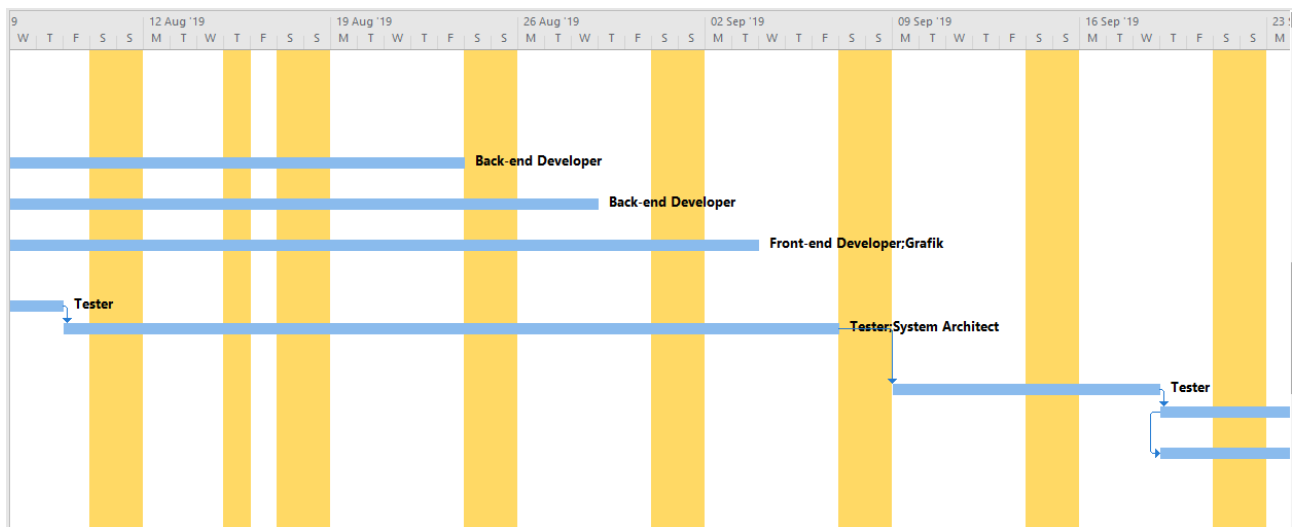 9 12 Aug '19 19 Aug '19 26 Aug '19 02 Sep '19 09 Sep '19 16 Sep '19 23
W T F S S M T W T F S S M T W T F S S M T W T F S S M T W T F S S M T W T F S S M T W T F S S M
Back-end Developer
Back-end Developer
Front-end Developer;Grafik
Tester
Tester;System Architect
Tester